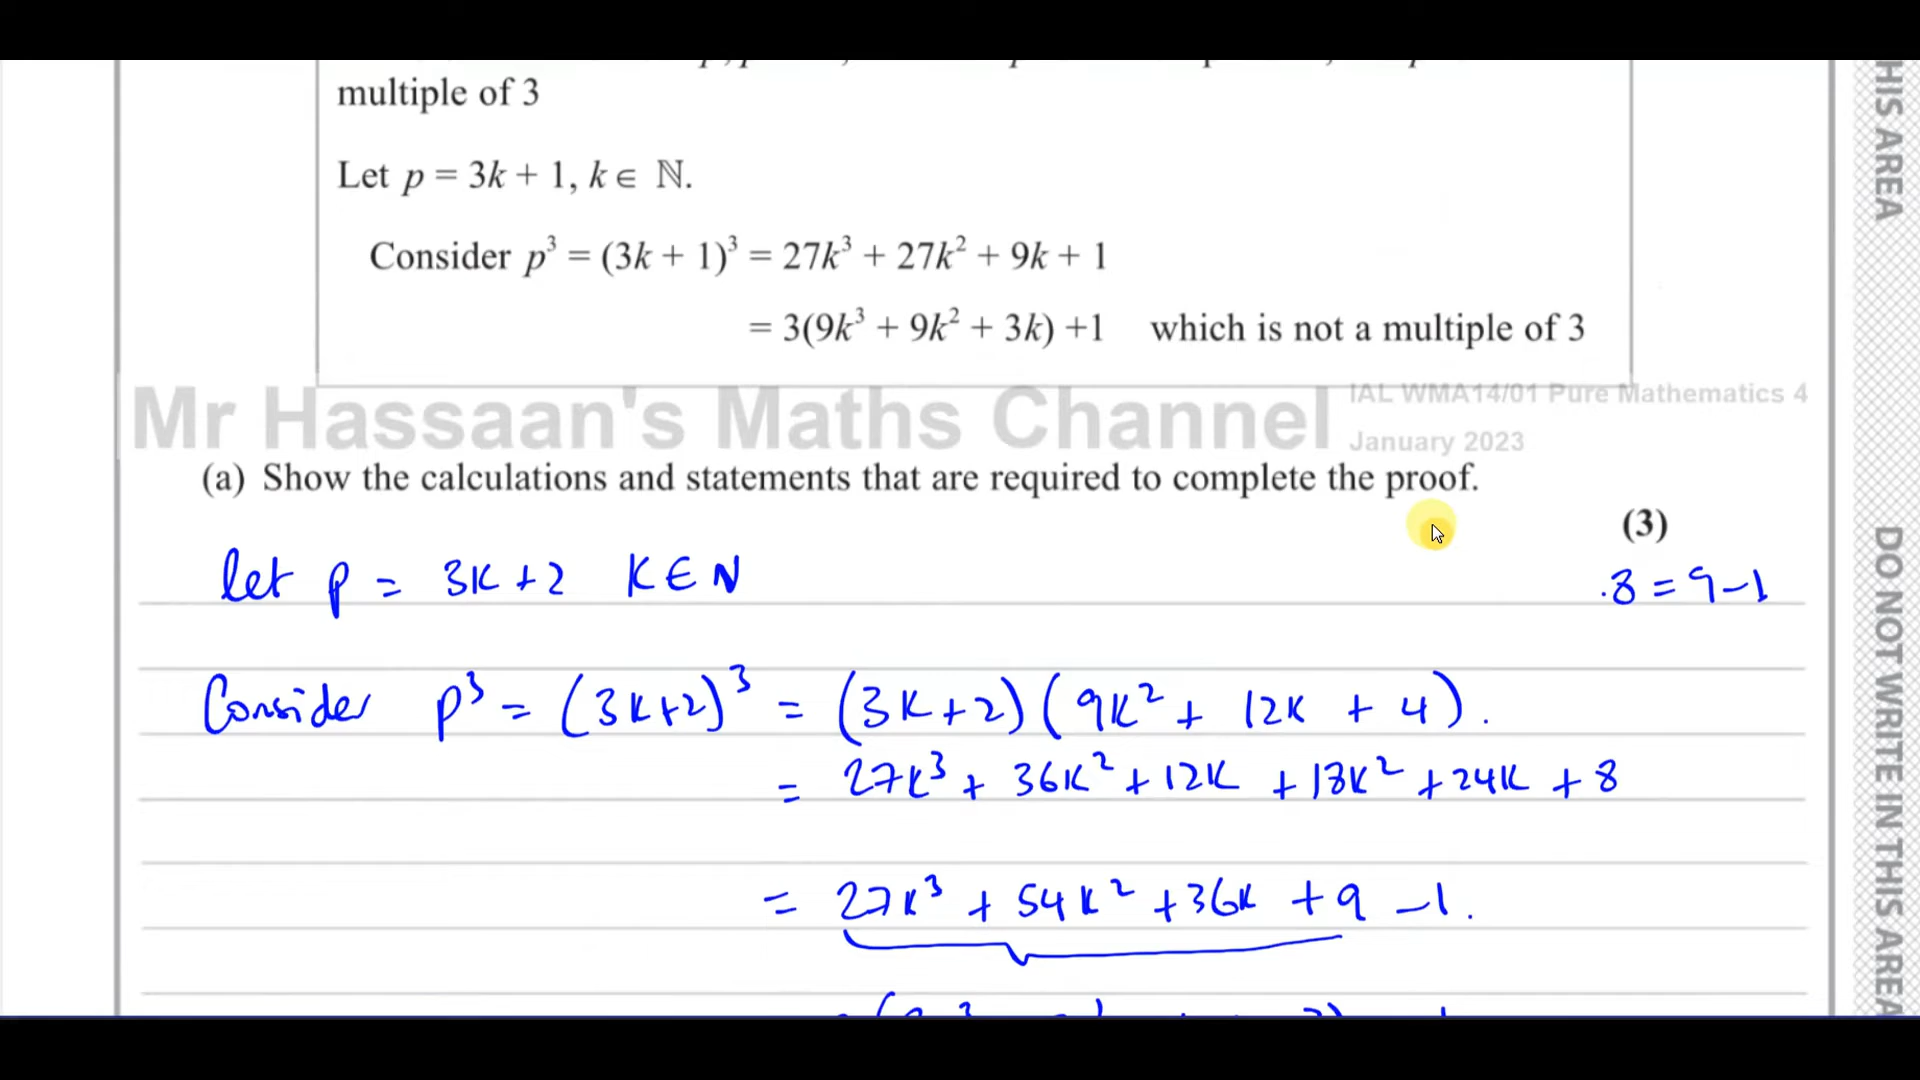 multiple of 3
Let p = 3k + 1, k ∈ ℕ.
Consider p³ = (3k + 1)³ = 27k³ + 27k² + 9k + 1
= 3(9k³ + 9k² + 3k) +1 which is not a multiple of 3
Mr Hassaan's Maths Channel
IAL WMA14/01 Pure Mathematics 4
January 2023
(a) Show the calculations and statements that are required to complete the proof.
(3)
let p = 3k+2 K ∈ N
.8 = 9-1
Consider p³ = (3k+2)³ = (3k+2)(9k² + 12k + 4).
= 27k³ + 36k² + 12k + 18k² + 24k + 8
= 27k³ + 54k² + 36k + 9 - 1.
HIS AREA
DO NOT WRITE IN THIS AREA